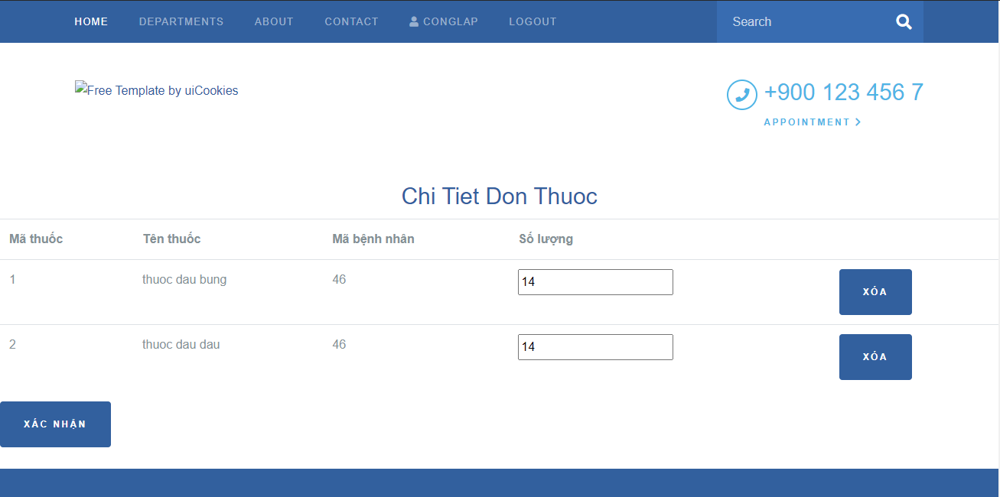 HOME DEPARTMENTS ABOUT CONTACT CONGLAP LOGOUT Search
Free Template by uiCookies
+900 123 456 7
APPOINTMENT
Chi Tiet Don Thuoc
Mã thuốc Tên thuốc Mã bệnh nhân Số lượng
1 thuoc dau bung 46 14 XÓA
2 thuoc dau dau 46 14 XÓA
XÁC NHẬN